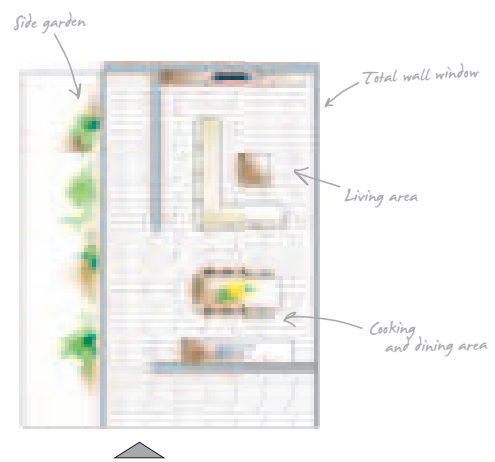 Side garden
Total wall window
Living area
Cooking
and dining area